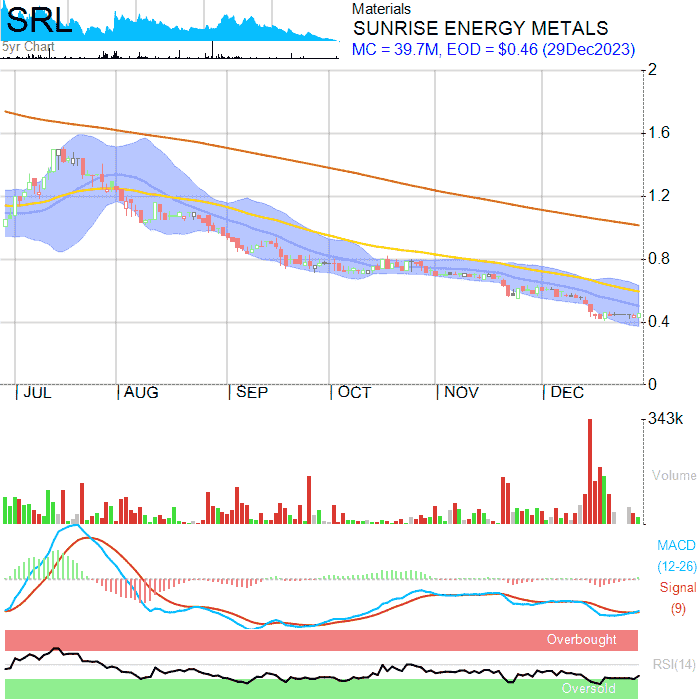 SRL
5yr Chart
Materials
SUNRISE ENERGY METALS
MC = 39.7M, EOD = $0.46 (29Dec2023)
2
1.6
1.2
0.8
0.4
0
JUL AUG SEP OCT NOV DEC
343k
Volume
MACD
(12-26)
Signal
(9)
Overbought
RSI(14)
Oversold